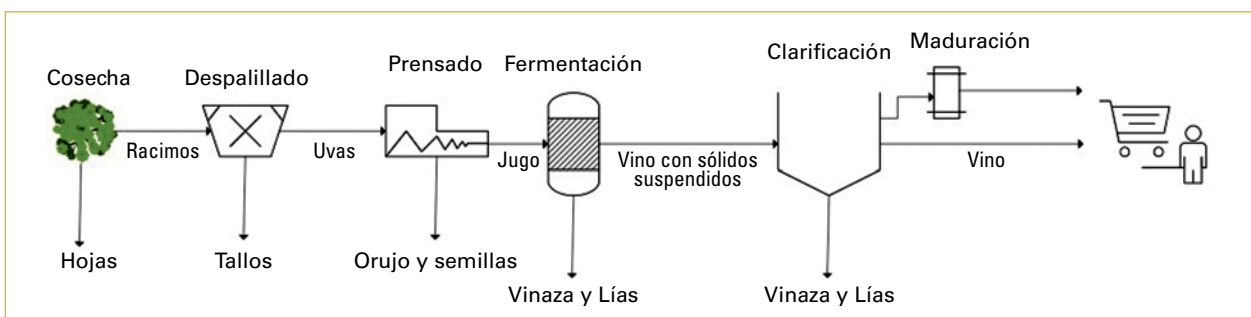 Cosecha
Despalillado
Prensado
Fermentación
Clarificación
Maduración
Racimos
Uvas
Jugo
Vino con sólidos
suspendidos
Vino
Hojas
Tallos
Orujo y semillas
Vinaza y Lías
Vinaza y Lías